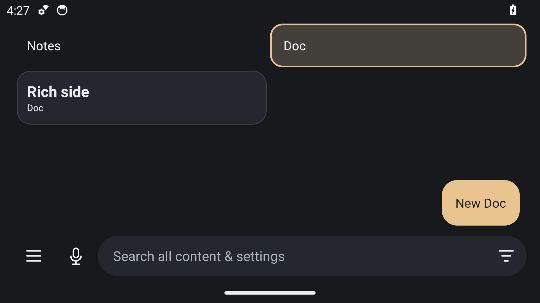 4:27
Notes
Doc
Rich side
Doc
New Doc
Search all content & settings